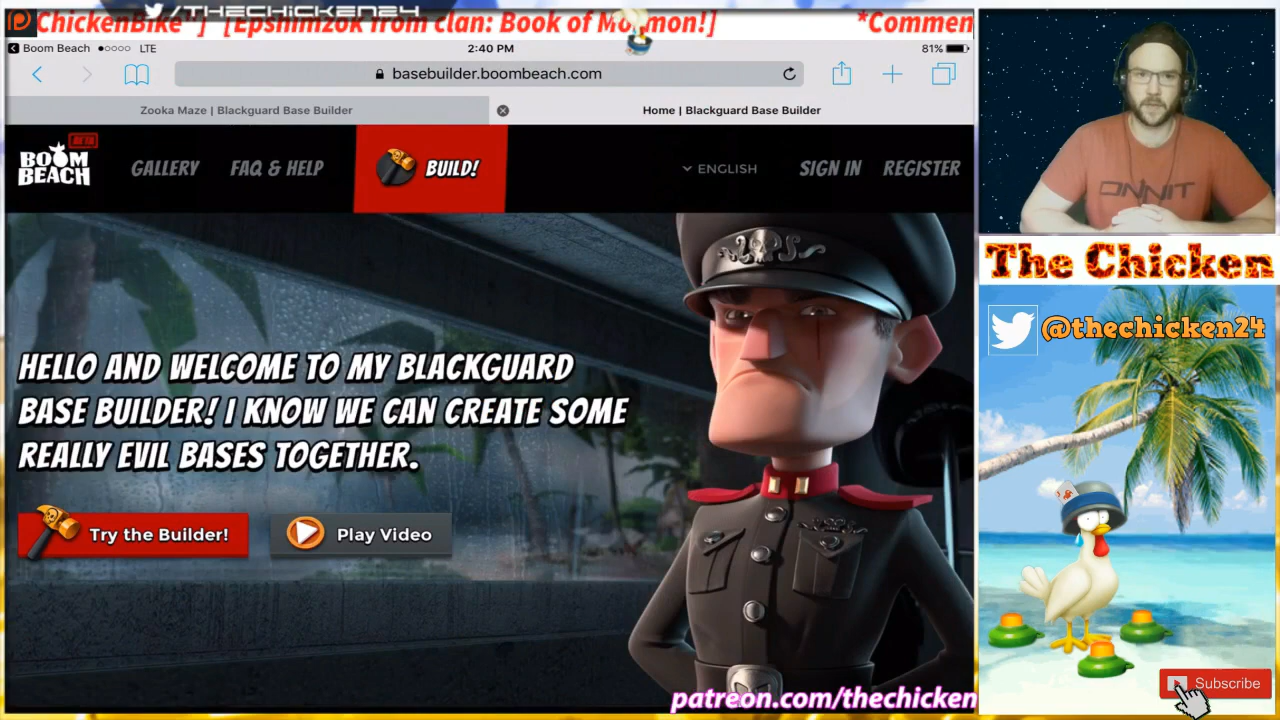 /THECHICKEN24
ChickenBike"] [Epshimzok from clan: Book of Mormon!] *Commen
Boom Beach LTE 2:40 PM 81%
basebuilder.boombeach.com
Zooka Maze | Blackguard Base Builder
Home | Blackguard Base Builder
BETA
BOOM
BEACH
GALLERY
FAQ & HELP
BUILD!
ENGLISH
SIGN IN
REGISTER
HELLO AND WELCOME TO MY BLACKGUARD
BASE BUILDER! I KNOW WE CAN CREATE SOME
REALLY EVIL BASES TOGETHER.
Try the Builder!
Play Video
patreon.com/thechicken
ONNIT
The Chicken
@thechicken24
Subscribe